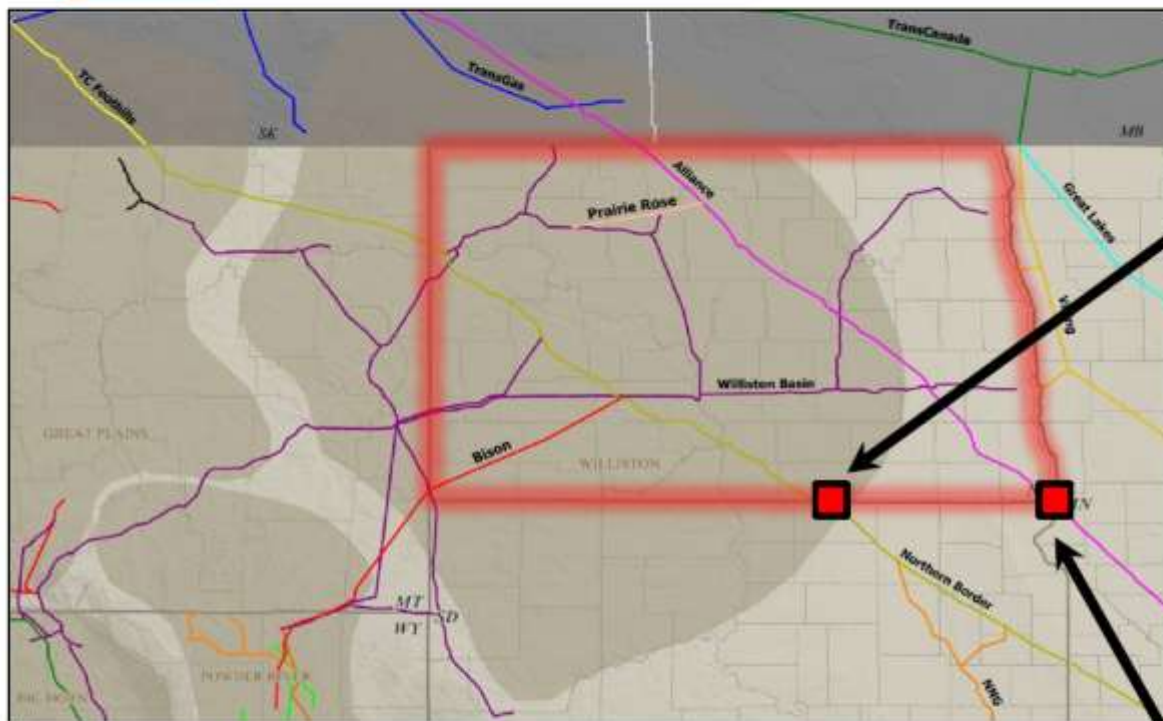 TransCanada
TC Foothills
TransGas
SK
MB
Alliance
Great Lakes
Prairie Rose
Viking
Williston Basin
GREAT PLAINS
Bison
WILLISTON
Northern Border
MT
SD
WY
POWDER RIVER
NNG